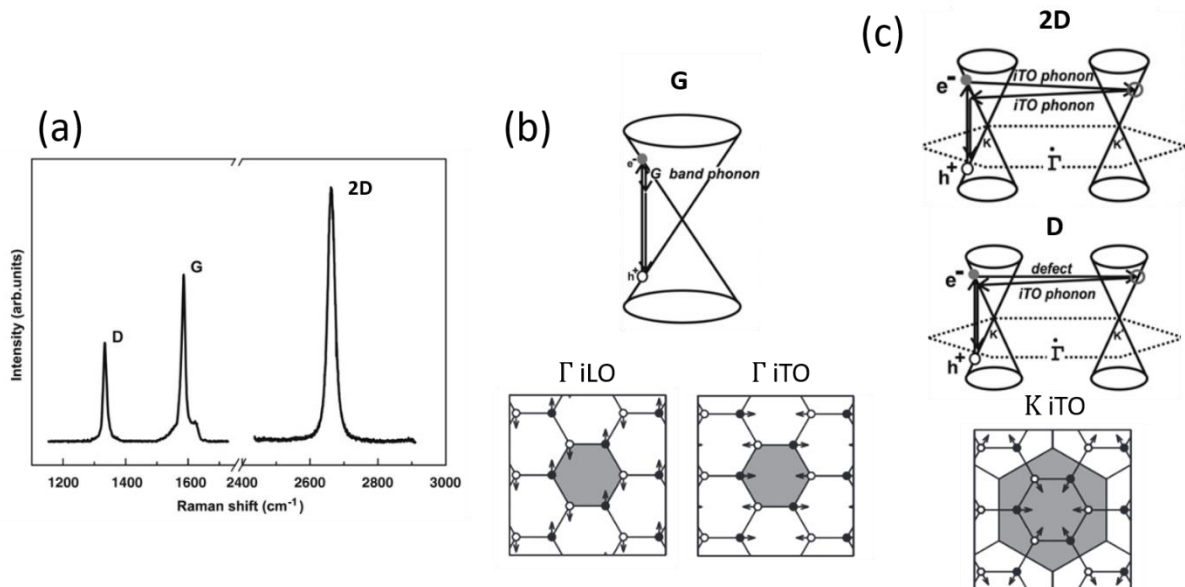 (a)
Intensity (arb.units)
D
G
2D
1200 1400 1600 2400 2600 2800 3000
Raman shift (cm⁻¹)
(b)
G
e-
G band phonon
h+
Γ iLO
Γ iTO
(c)
2D
e-
iTO phonon
iTO phonon
K
Γ
K
h+
D
e-
defect
iTO phonon
K
Γ
K
h+
K iTO